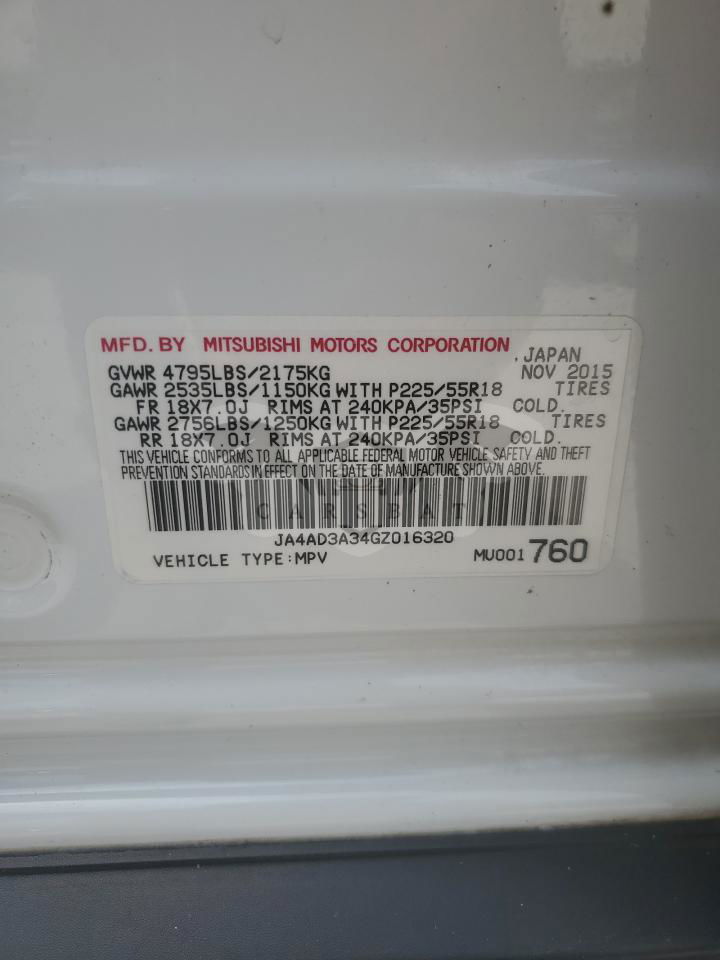 MFD. BY MITSUBISHI MOTORS CORPORATION
, JAPAN
GVWR 4795LBS/2175KG NOV 2015
GAWR 2535LBS/1150KG WITH P225/55R18 TIRES
FR 18X7.0J RIMS AT 240KPA/35PSI COLD.
GAWR 2756LBS/1250KG WITH P225/55R18 TIRES
RR 18X7.0J RIMS AT 240KPA/35PSI COLD.
THIS VEHICLE CONFORMS TO ALL APPLICABLE FEDERAL MOTOR VEHICLE SAFETY AND THEFT
PREVENTION STANDARDS IN EFFECT ON THE DATE OF MANUFACTURE SHOWN ABOVE.
CARSBAT
JA4AD3A34GZ016320
VEHICLE TYPE:MPV MU001 760